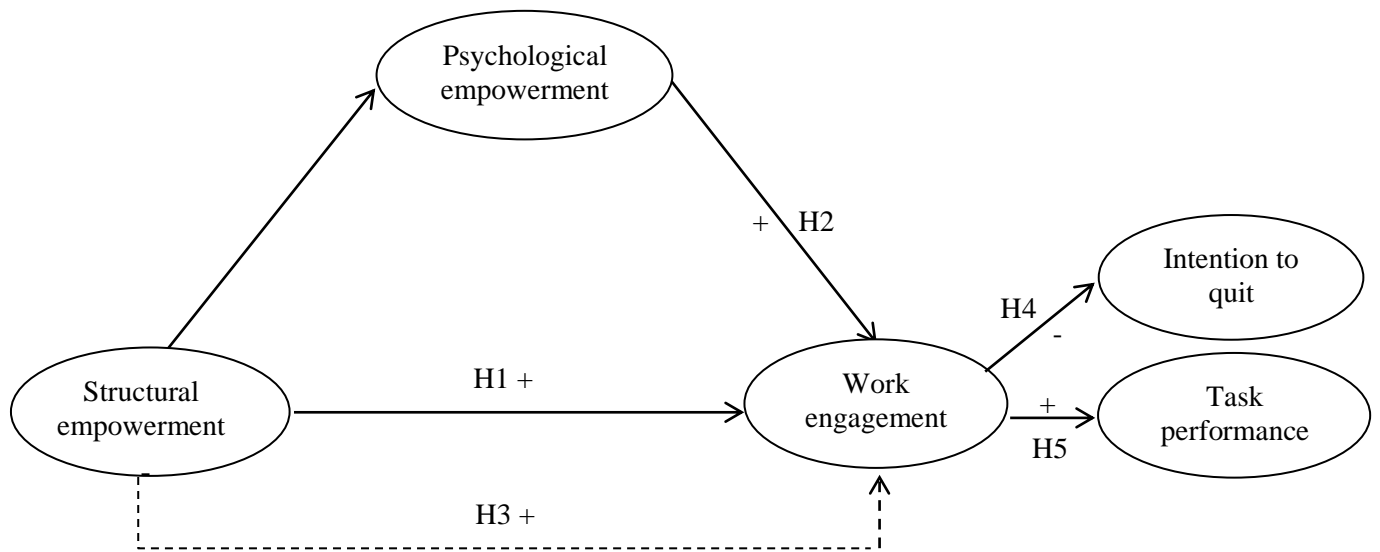 Psychological
empowerment
+ H2
Intention to
quit
H4
-
Structural
empowerment
H1 +
Work
engagement
+
H5
Task
performance
-
H3 +